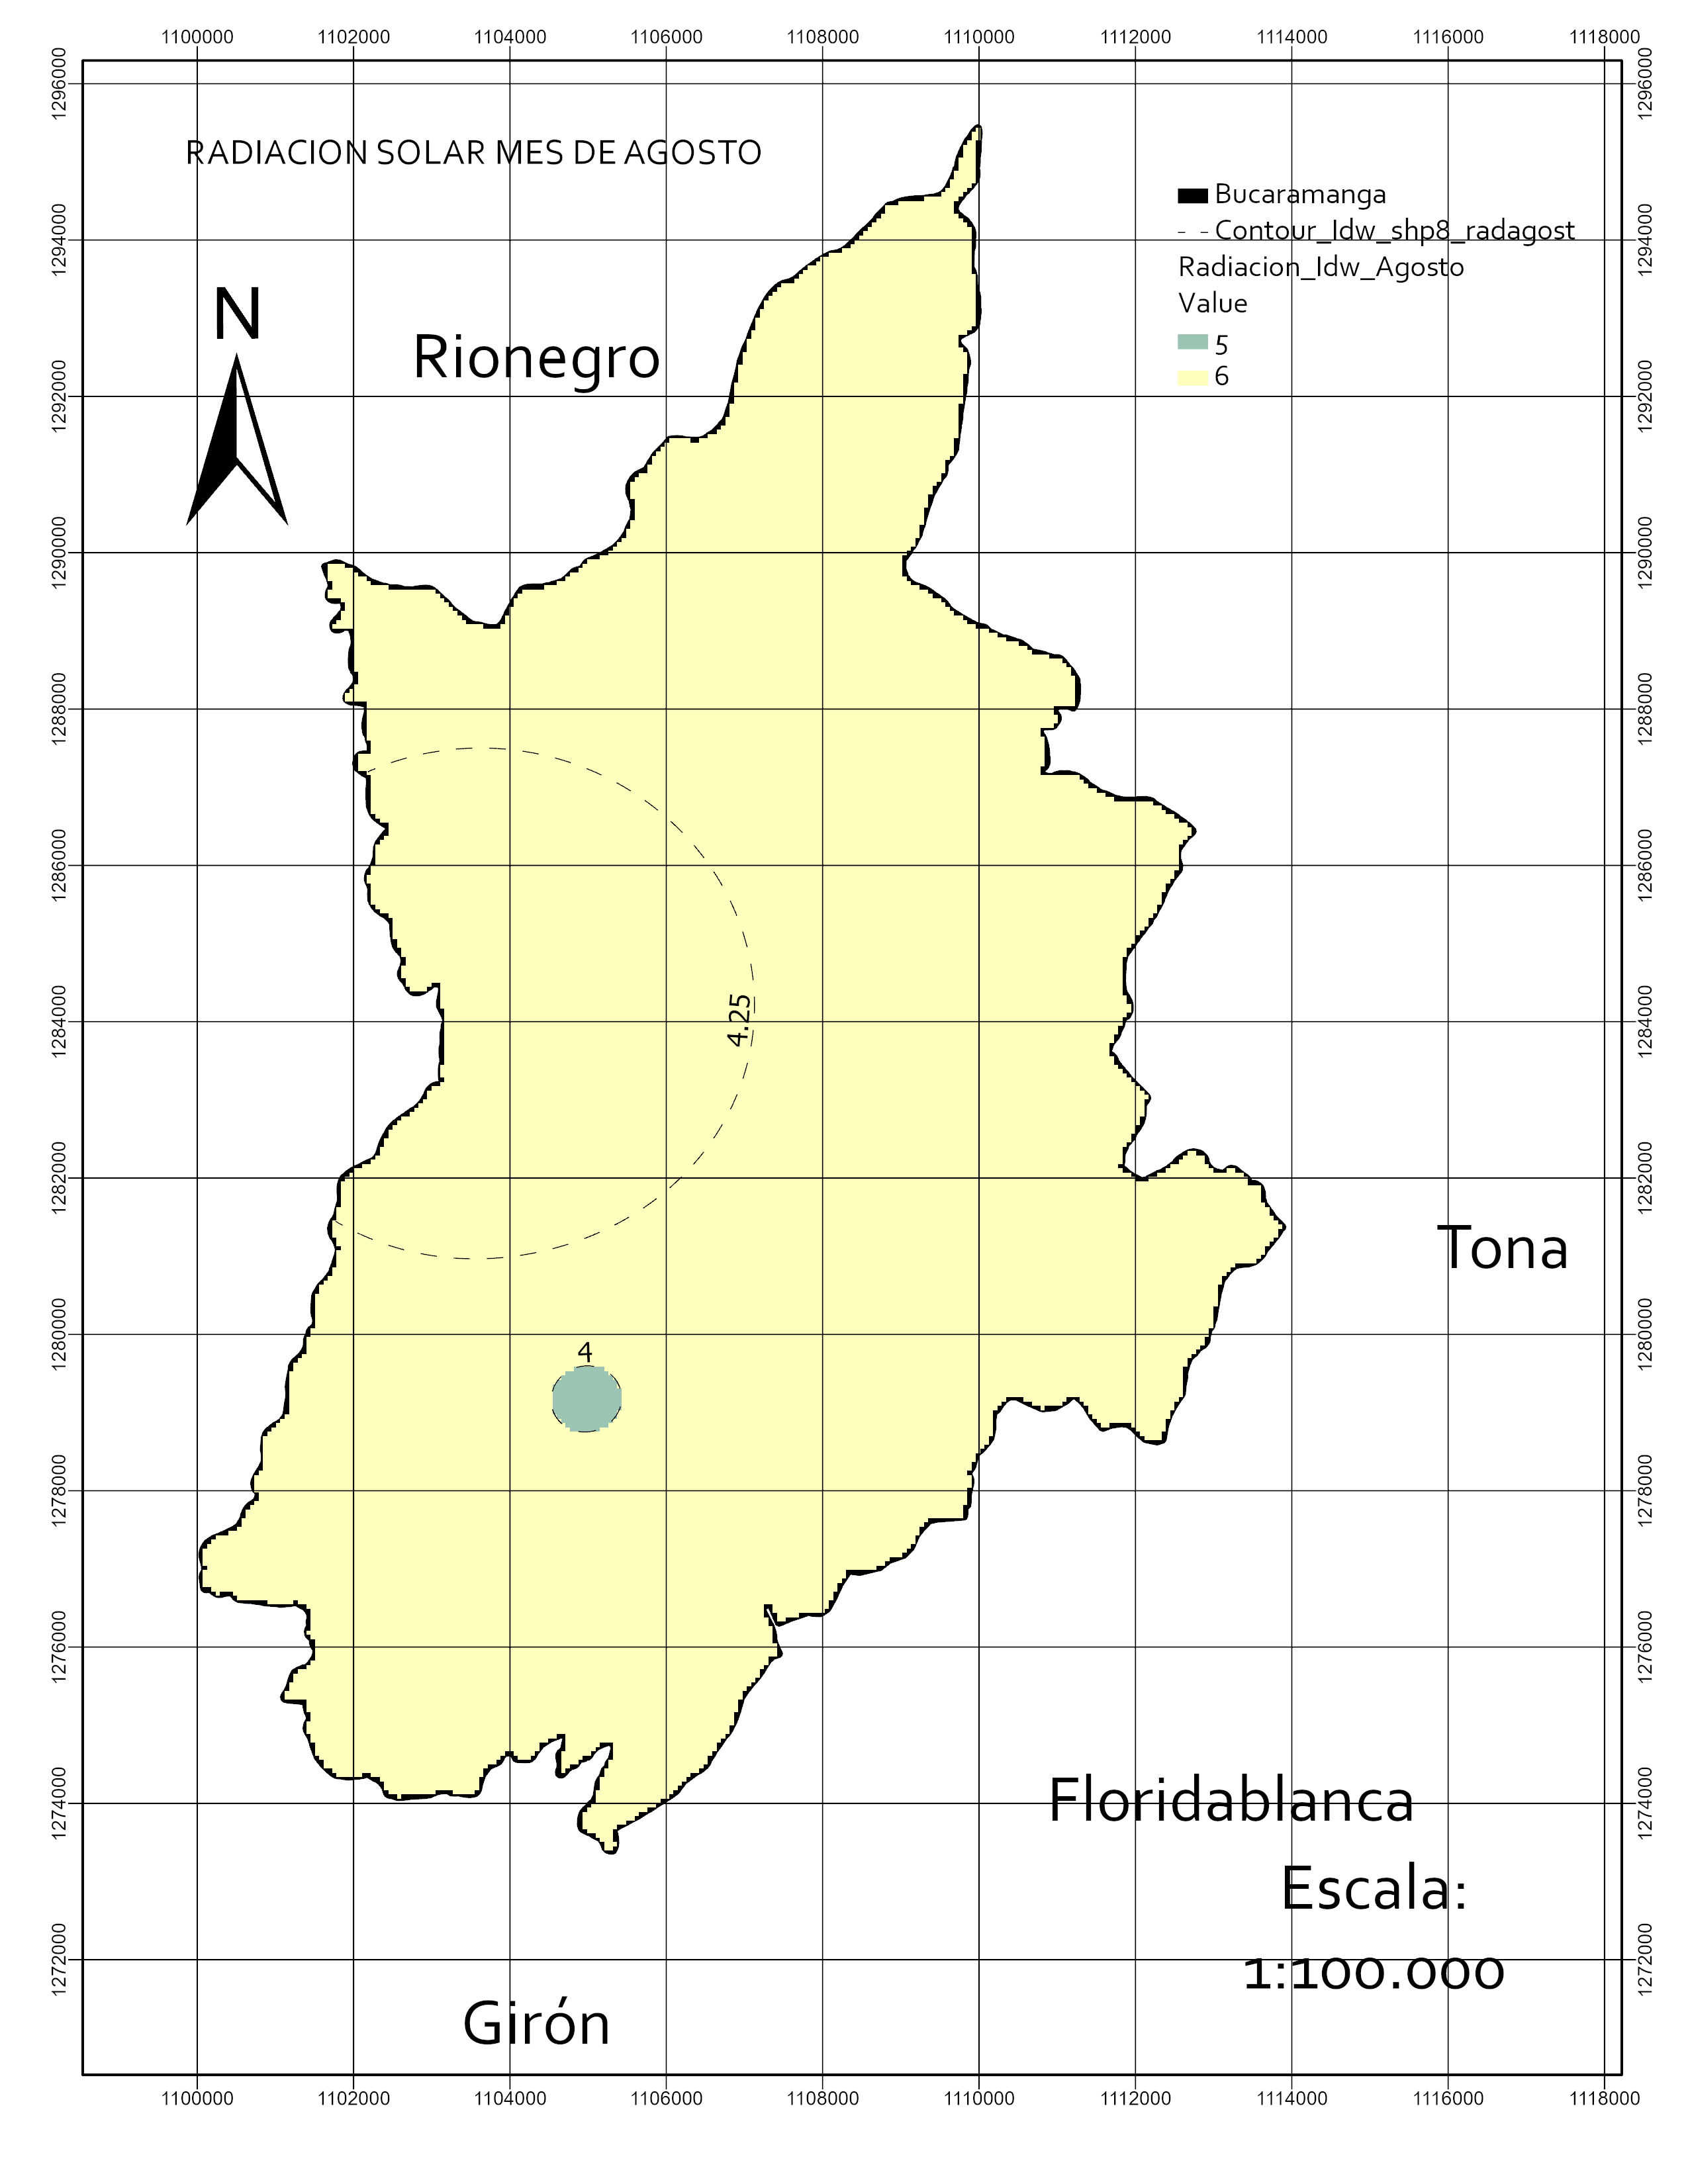 1100000 1102000 1104000 1106000 1108000 1110000 1112000 1114000 1116000 1118000
1296000 1296000
RADIACION SOLAR MES DE AGOSTO
Bucaramanga
Contour_Idw_shp8_radagost
1294000 1294000
Radiacion_Idw_Agosto
Value
5
6
N
Rionegro
1292000 1292000
1290000 1290000
1288000 1288000
1286000 1286000
4.25
1284000 1284000
1282000 1282000
Tona
1280000 1280000
4
1278000 1278000
1276000 1276000
Floridablanca
1274000 1274000
Escala:
1:100.000
1272000 1272000
Girón
1100000 1102000 1104000 1106000 1108000 1110000 1112000 1114000 1116000 1118000